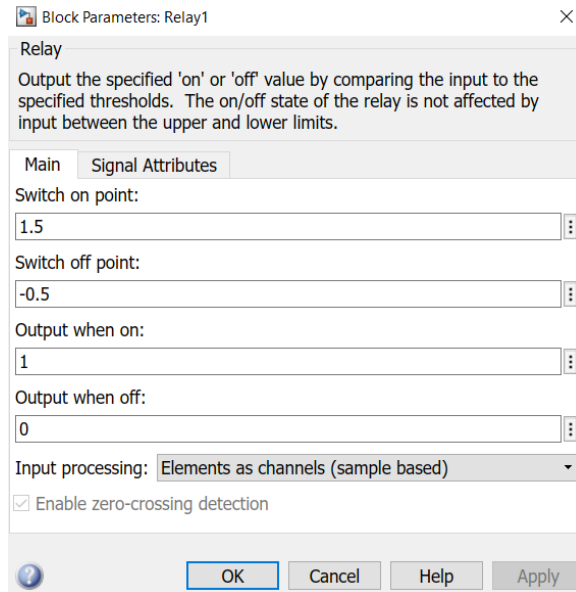 Block Parameters: Relay1
Relay
Output the specified 'on' or 'off' value by comparing the input to the
specified thresholds. The on/off state of the relay is not affected by
input between the upper and lower limits.
Main Signal Attributes
Switch on point:
1.5
Switch off point:
-0.5
Output when on:
1
Output when off:
0
Input processing: Elements as channels (sample based)
Enable zero-crossing detection
OK Cancel Help Apply